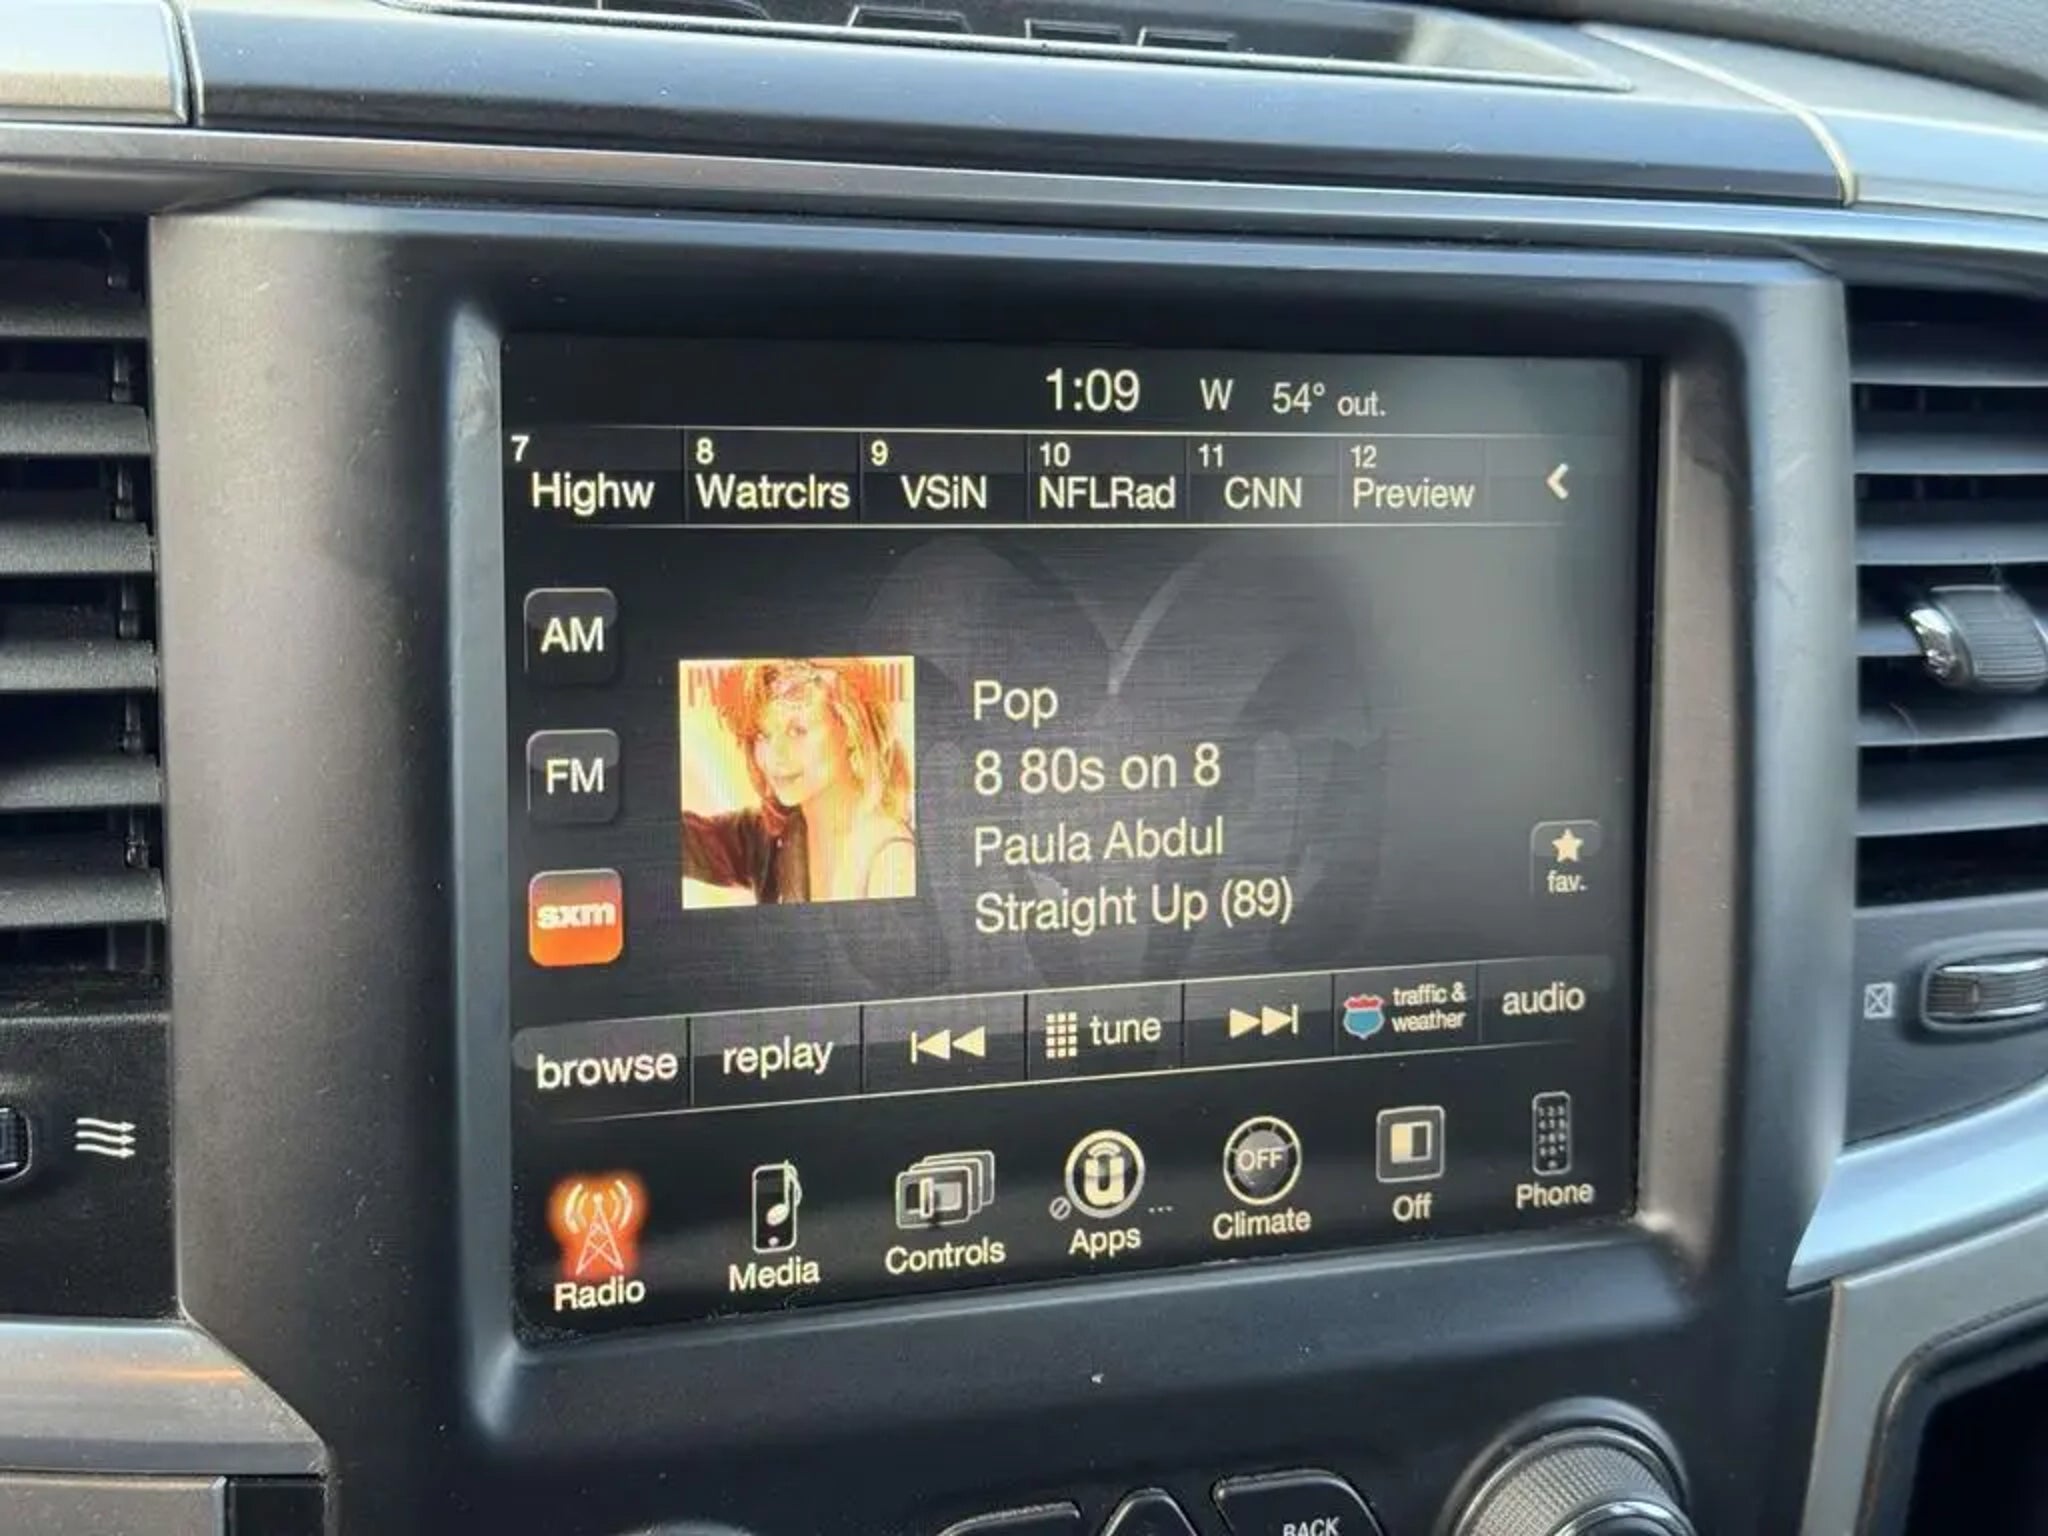 1:09 W 54° out.
7 8 9 10 11 12
Highw Watrclrs VSiN NFLRad CNN Preview
AM
Pop
FM
8 80s on 8
Paula Abdul
sxm
Straight Up (89)
fav.
browse replay tune traffic & weather audio
OFF
Radio Media Controls Apps Climate Off Phone
BACK